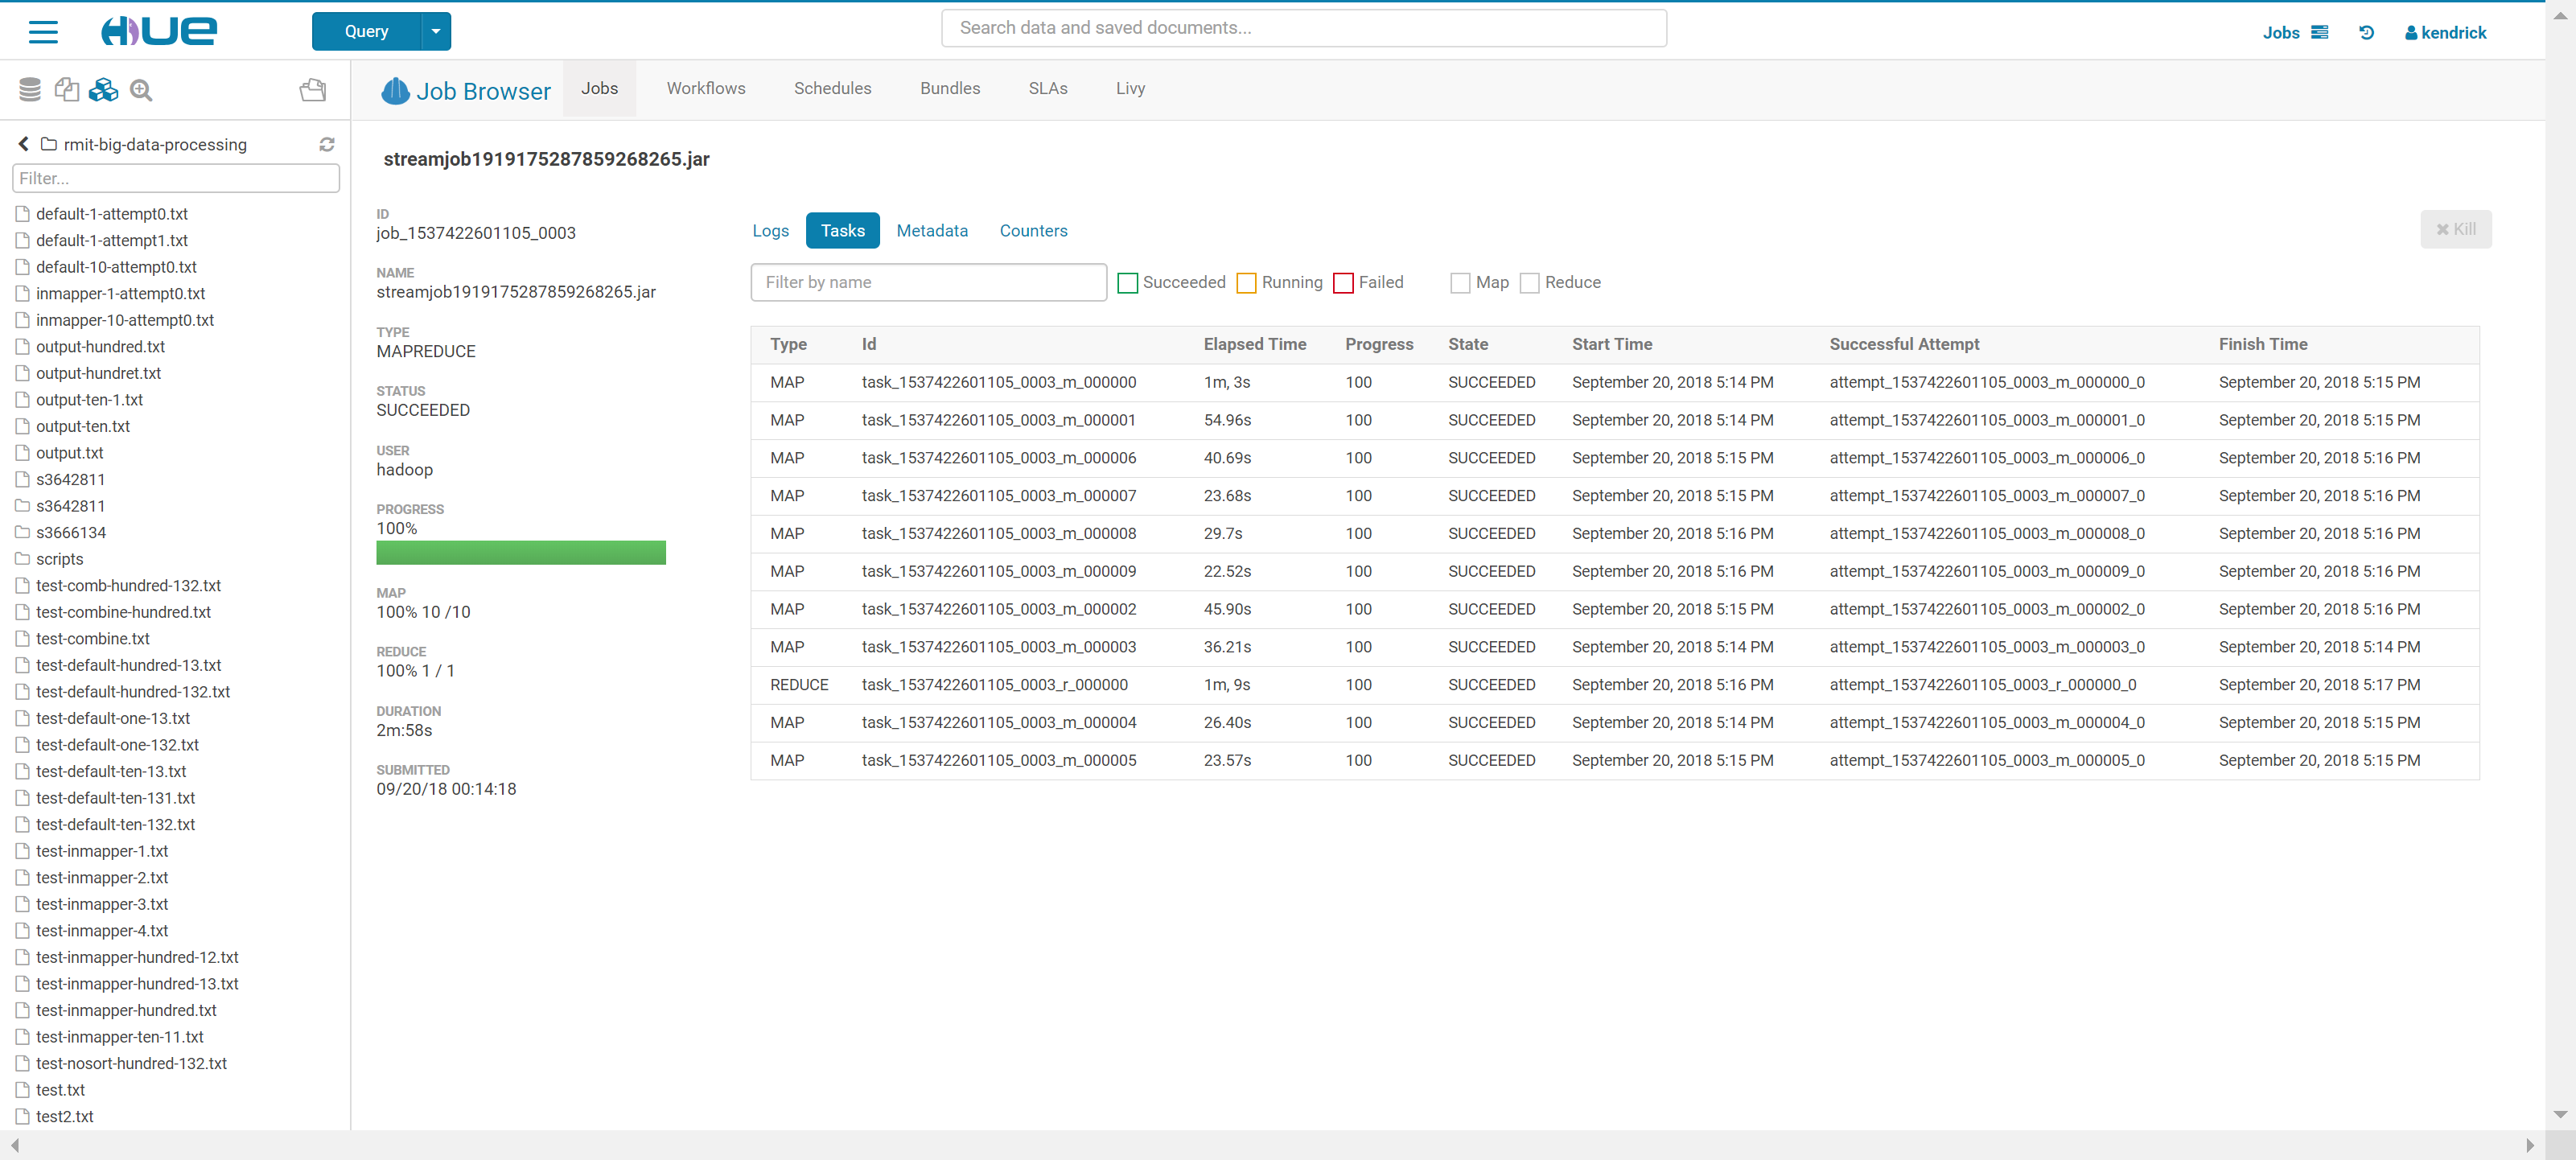 HUE
Query
Search data and saved documents...
Jobs
kendrick
Job Browser
Jobs
Workflows
Schedules
Bundles
SLAs
Livy
rmit-big-data-processing
Filter...
default-1-attempt0.txt
default-1-attempt1.txt
default-10-attempt0.txt
inmapper-1-attempt0.txt
inmapper-10-attempt0.txt
output-hundred.txt
output-hundret.txt
output-ten-1.txt
output-ten.txt
output.txt
s3642811
s3642811
s3666134
scripts
test-comb-hundred-132.txt
test-combine-hundred.txt
test-combine.txt
test-default-hundred-13.txt
test-default-hundred-132.txt
test-default-one-13.txt
test-default-one-132.txt
test-default-ten-13.txt
test-default-ten-131.txt
test-default-ten-132.txt
test-inmapper-1.txt
test-inmapper-2.txt
test-inmapper-3.txt
test-inmapper-4.txt
test-inmapper-hundred-12.txt
test-inmapper-hundred-13.txt
test-inmapper-hundred.txt
test-inmapper-ten-11.txt
test-nosort-hundred-132.txt
test.txt
test2.txt
streamjob1919175287859268265.jar
ID
job_1537422601105_0003
NAME
streamjob1919175287859268265.jar
TYPE
MAPREDUCE
STATUS
SUCCEEDED
USER
hadoop
PROGRESS
100%
MAP
100% 10 /10
REDUCE
100% 1 / 1
DURATION
2m:58s
SUBMITTED
09/20/18 00:14:18
Logs Tasks Metadata Counters
Kill
Filter by name
Succeeded Running Failed Map Reduce
Type Id Elapsed Time Progress State Start Time Successful Attempt Finish Time
MAP task_1537422601105_0003_m_000000 1m, 3s 100 SUCCEEDED September 20, 2018 5:14 PM attempt_1537422601105_0003_m_000000_0 September 20, 2018 5:15 PM
MAP task_1537422601105_0003_m_000001 54.96s 100 SUCCEEDED September 20, 2018 5:14 PM attempt_1537422601105_0003_m_000001_0 September 20, 2018 5:15 PM
MAP task_1537422601105_0003_m_000006 40.69s 100 SUCCEEDED September 20, 2018 5:15 PM attempt_1537422601105_0003_m_000006_0 September 20, 2018 5:16 PM
MAP task_1537422601105_0003_m_000007 23.68s 100 SUCCEEDED September 20, 2018 5:15 PM attempt_1537422601105_0003_m_000007_0 September 20, 2018 5:16 PM
MAP task_1537422601105_0003_m_000008 29.7s 100 SUCCEEDED September 20, 2018 5:16 PM attempt_1537422601105_0003_m_000008_0 September 20, 2018 5:16 PM
MAP task_1537422601105_0003_m_000009 22.52s 100 SUCCEEDED September 20, 2018 5:16 PM attempt_1537422601105_0003_m_000009_0 September 20, 2018 5:16 PM
MAP task_1537422601105_0003_m_000002 45.90s 100 SUCCEEDED September 20, 2018 5:15 PM attempt_1537422601105_0003_m_000002_0 September 20, 2018 5:16 PM
MAP task_1537422601105_0003_m_000003 36.21s 100 SUCCEEDED September 20, 2018 5:14 PM attempt_1537422601105_0003_m_000003_0 September 20, 2018 5:14 PM
REDUCE task_1537422601105_0003_r_000000 1m, 9s 100 SUCCEEDED September 20, 2018 5:16 PM attempt_1537422601105_0003_r_000000_0 September 20, 2018 5:17 PM
MAP task_1537422601105_0003_m_000004 26.40s 100 SUCCEEDED September 20, 2018 5:14 PM attempt_1537422601105_0003_m_000004_0 September 20, 2018 5:15 PM
MAP task_1537422601105_0003_m_000005 23.57s 100 SUCCEEDED September 20, 2018 5:15 PM attempt_1537422601105_0003_m_000005_0 September 20, 2018 5:15 PM